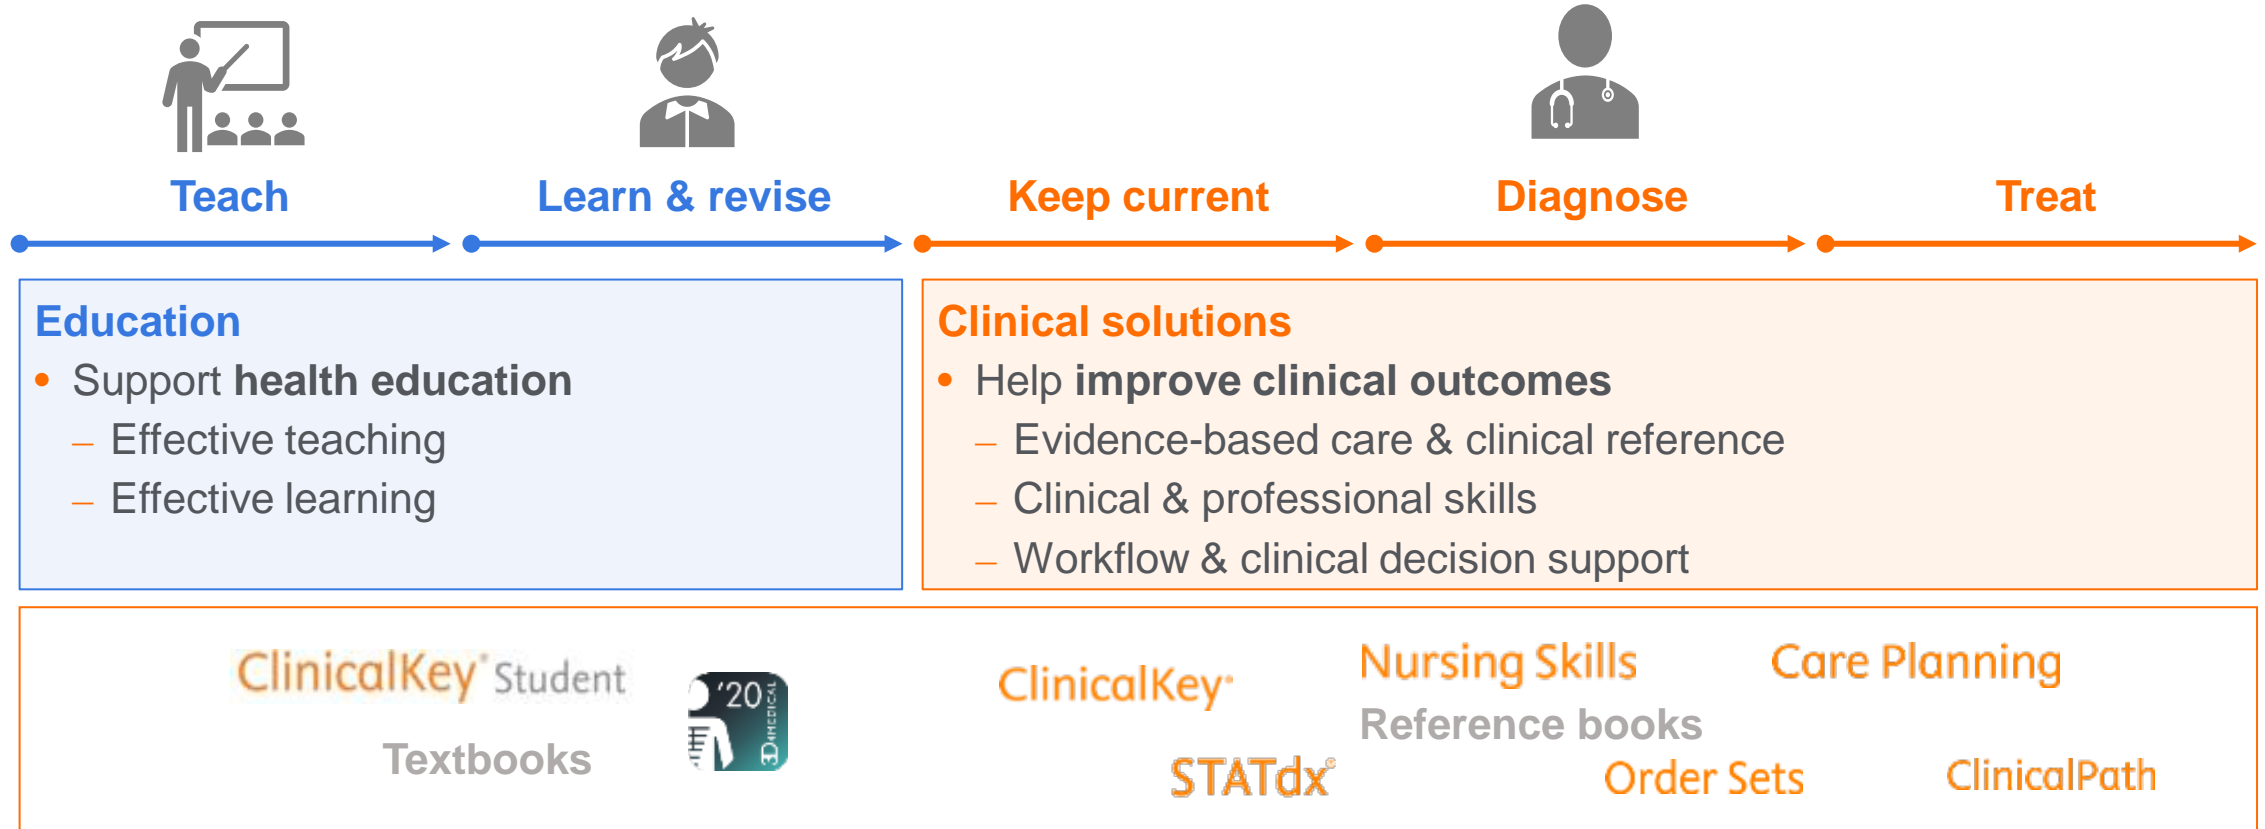 Teach
Learn & revise
Keep current
Diagnose
Treat
Education
• Support health education
– Effective teaching
– Effective learning
Clinical solutions
• Help improve clinical outcomes
– Evidence-based care & clinical reference
– Clinical & professional skills
– Workflow & clinical decision support
ClinicalKey® Student
Textbooks
'20
3D4MEDICAL
ClinicalKey®
STATdx®
Nursing Skills
Reference books
Care Planning
Order Sets
ClinicalPath